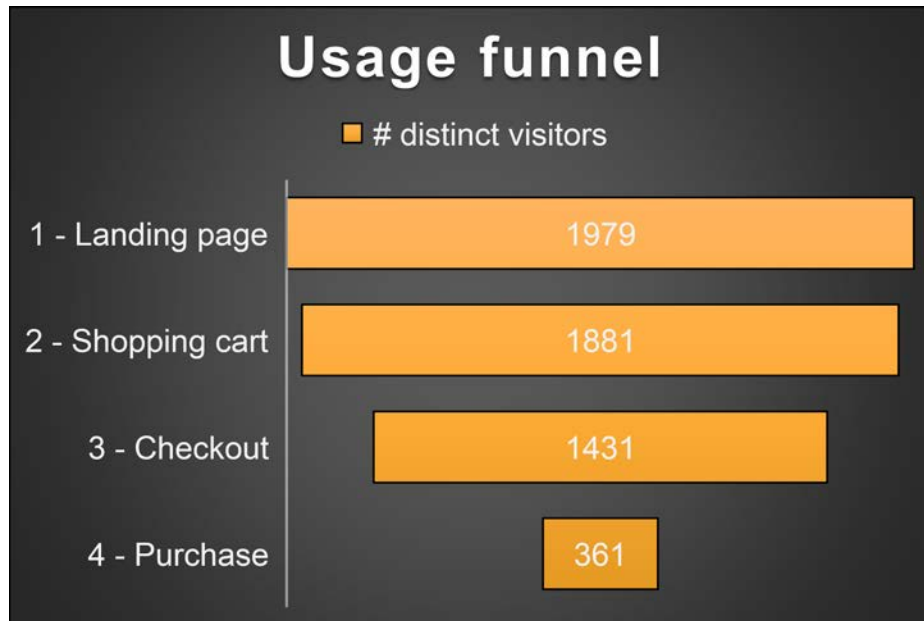 Usage funnel
# distinct visitors
1 - Landing page 1979
2 - Shopping cart 1881
3 - Checkout 1431
4 - Purchase 361